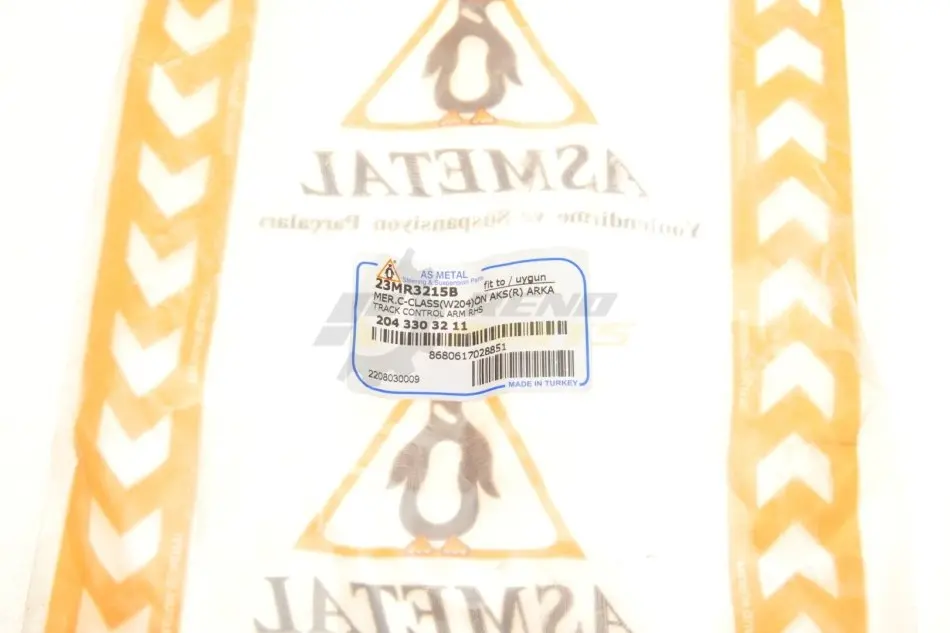 ASMETAL
Yönlendirme ve Süspansiyon Parçaları
AS METAL
Steering & Suspension Parts
23MR3215B
fit to / uygun
MER.C-CLASS(W204)ON AKS(R) ARKA
TRACK CONTROL ARM RHS
204 330 32 11
8680617028851
2208030009
MADE IN TURKEY
ASMETAL